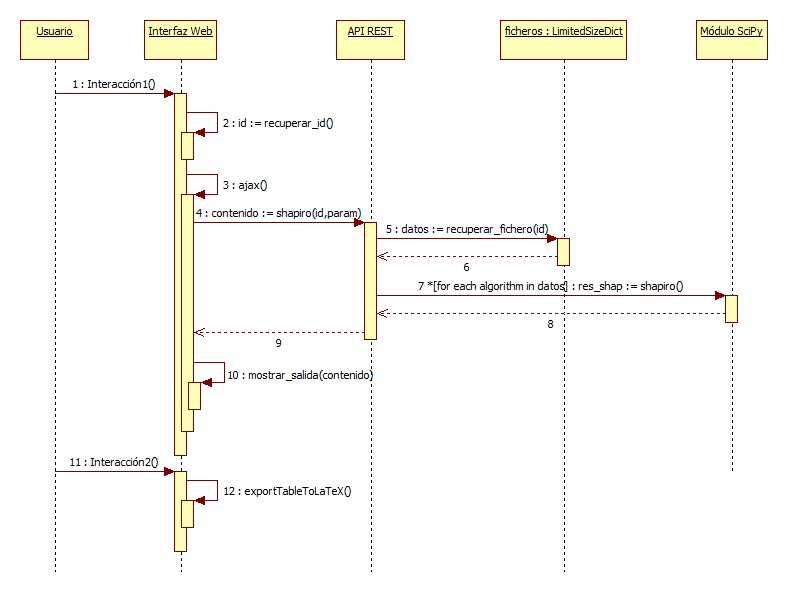 Usuario
Interfaz Web
API REST
ficheros : LimitedSizeDict
Módulo SciPy
1 : Interacción1()
2 : id := recuperar_id()
3 : ajax()
4 : contenido := shapiro(id,param)
5 : datos := recuperar_fichero(id)
6
7 *[for each algorithm in datos] : res_shap := shapiro()
8
9
10 : mostrar_salida(contenido)
11 : Interacción2()
12 : exportTableToLaTeX()